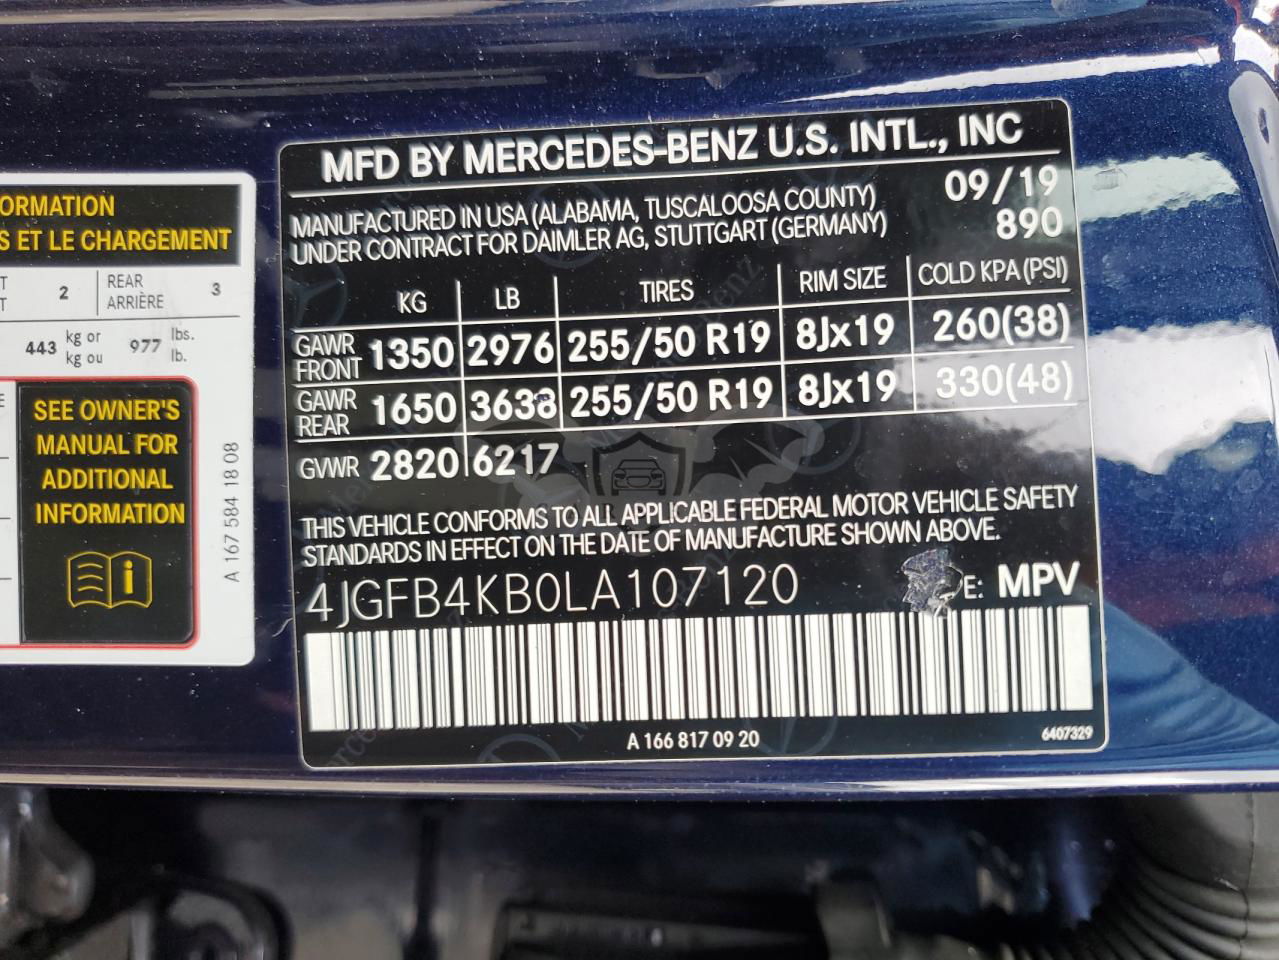 ORMATION
S ET LE CHARGEMENT
2
REAR
ARRIÈRE
3
443 kg or
kg ou
977 lbs.
lb.
SEE OWNER'S
MANUAL FOR
ADDITIONAL
INFORMATION
A 167 584 18 08
MFD BY MERCEDES-BENZ U.S. INTL., INC
MANUFACTURED IN USA (ALABAMA, TUSCALOOSA COUNTY) 09/19
UNDER CONTRACT FOR DAIMLER AG, STUTTGART (GERMANY) 890
KG LB TIRES RIM SIZE COLD KPA (PSI)
GAWR FRONT 1350 2976 255/50 R19 8Jx19 260(38)
GAWR REAR 1650 3638 255/50 R19 8Jx19 330(48)
GVWR 2820 6217
THIS VEHICLE CONFORMS TO ALL APPLICABLE FEDERAL MOTOR VEHICLE SAFETY
STANDARDS IN EFFECT ON THE DATE OF MANUFACTURE SHOWN ABOVE.
4JGFB4KB0LA107120 E: MPV
A 166 817 09 20
6407329